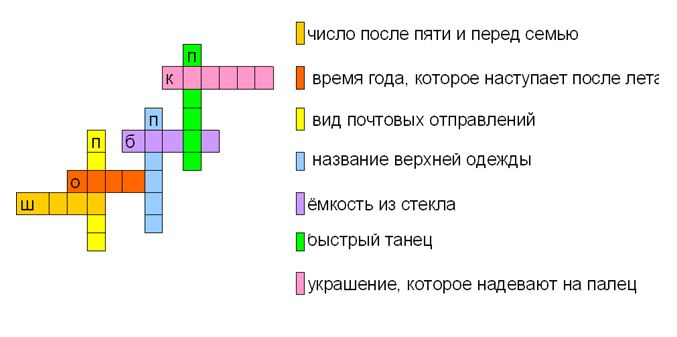 число после пяти и перед семью
п
к
время года, которое наступает после лета
п
вид почтовых отправлений
п
б
название верхней одежды
о
ш
ёмкость из стекла
быстрый танец
украшение, которое надевают на палец